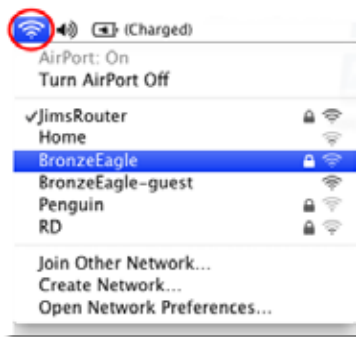 (Charged)
AirPort: On
Turn AirPort Off
✓JimsRouter
Home
BronzeEagle
BronzeEagle-guest
Penguin
RD
Join Other Network...
Create Network...
Open Network Preferences...